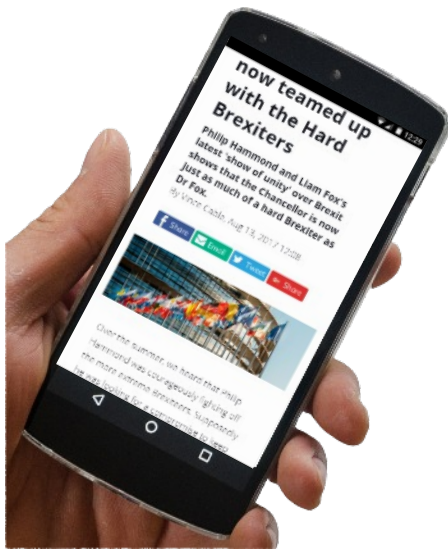 12:29
now teamed up
with the Hard
Brexiters
Philip Hammond and Liam Fox's
latest 'show of unity' over Brexit
shows that the Chancellor is now
just as much of a hard Brexiter as
Dr Fox.
By Vince Cable, Aug 13, 2017 12:08
Share
Email
Tweet
Share
Over the summer, we heard that Philip
Hammond was courageously fighting off
the more extreme Brexiteers. Supposedly
he was looking for a compromise to keep